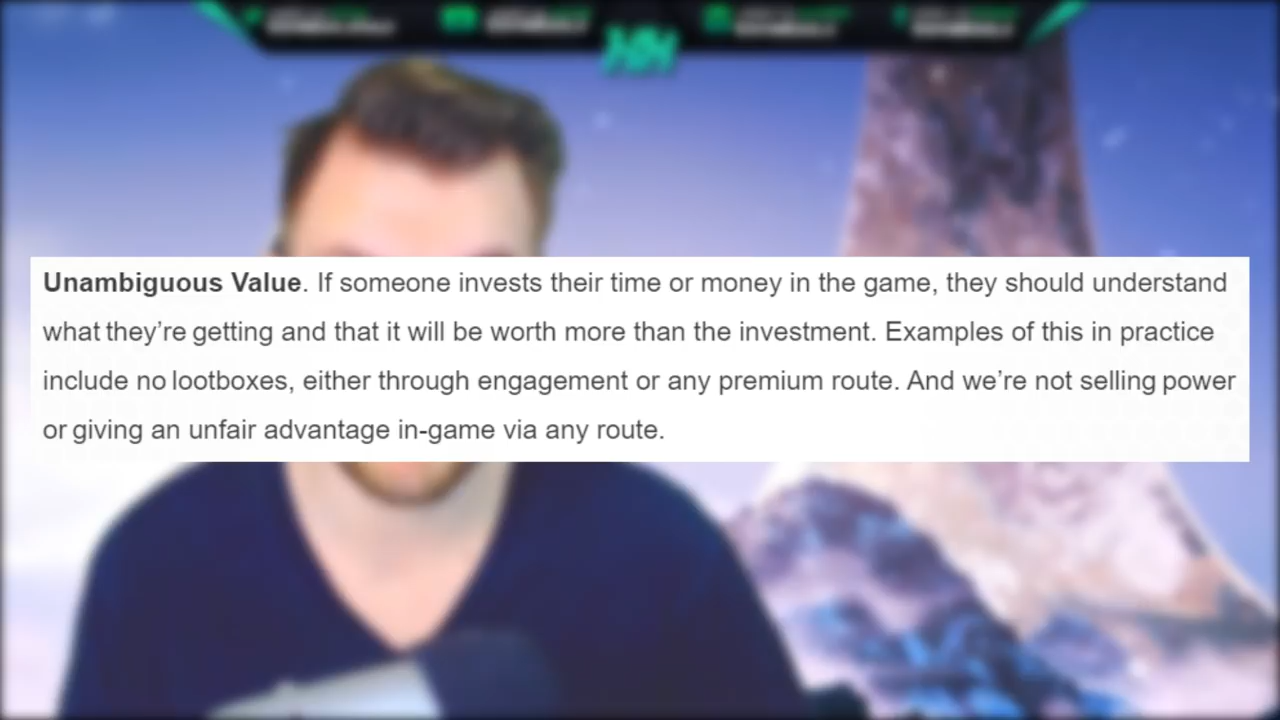 HH
Unambiguous Value. If someone invests their time or money in the game, they should understand
what they’re getting and that it will be worth more than the investment. Examples of this in practice
include no lootboxes, either through engagement or any premium route. And we’re not selling power
or giving an unfair advantage in-game via any route.